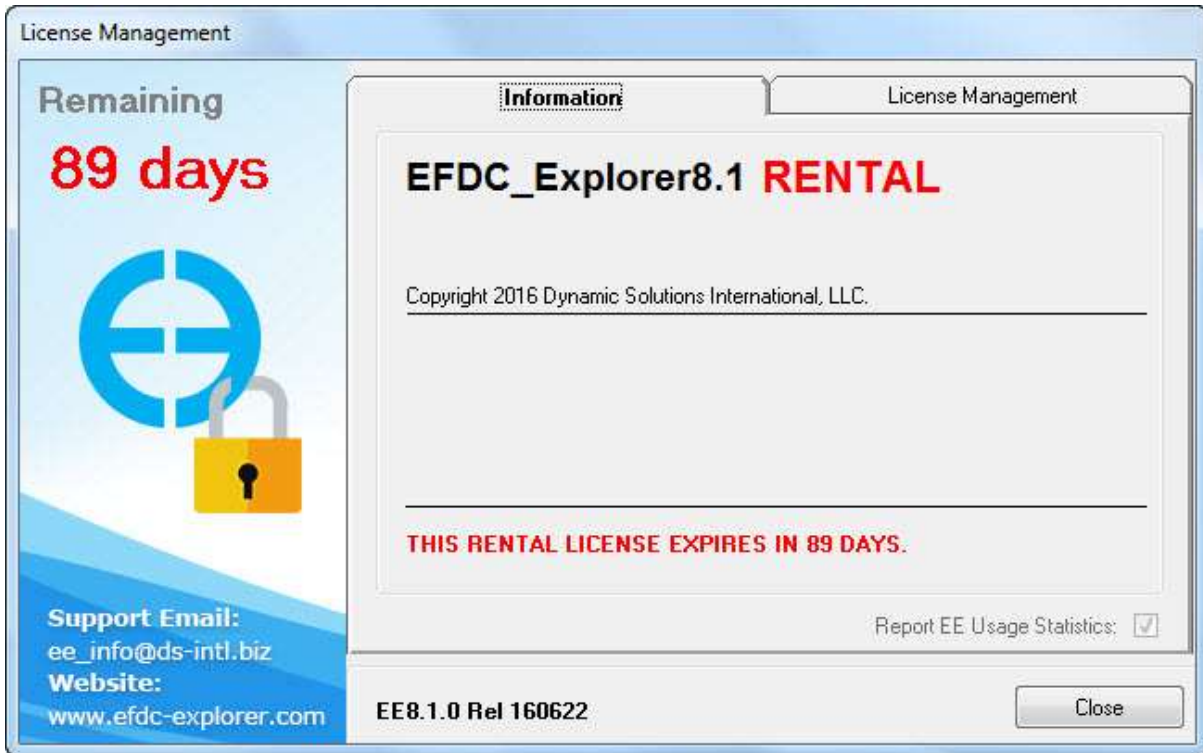 License Management
Remaining
89 days
Support Email:
ee_info@ds-intl.biz
Website:
www.efdc-explorer.com
Information
License Management
EFDC_Explorer8.1 RENTAL
Copyright 2016 Dynamic Solutions International, LLC.
THIS RENTAL LICENSE EXPIRES IN 89 DAYS.
Report EE Usage Statistics:
EE8.1.0 Rel 160622
Close